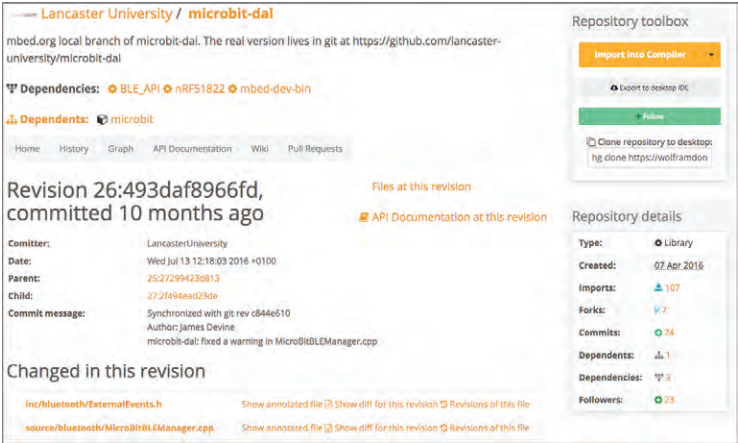 Lancaster University / microbit-dal
mbed.org local branch of microbit-dal. The real version lives in git at https://github.com/lancaster-
university/microbit-dal
Dependencies: BLE_API nRF51822 mbed-dev-bin
Dependents: microbit
Home History Graph API Documentation Wiki Pull Requests
Revision 26:493daf8966fd,
committed 10 months ago
Files at this revision
API Documentation at this revision
Comitter: LancasterUniversity
Date: Wed Jul 13 12:18:03 2016 +0100
Parent: 25:27299423d813
Child: 27:2f494ead23de
Commit message: Synchronized with git rev c844e610
Author: James Devine
microbit-dal: fixed a warning in MicroBitBLEManager.cpp
Changed in this revision
inc/bluetooth/ExternalEvents.h Show annotated file Show diff for this revision Revisions of this file
source/bluetooth/MicroBitBLEManager.cpp Show annotated file Show diff for this revision Revisions of this file
Repository toolbox
Import into Compiler
Export to desktop IDE
Follow
Clone repository to desktop:
hg clone https://wolframdon
Repository details
Type: Library
Created: 07 Apr 2016
Imports: 107
Forks: 7
Commits: 74
Dependents: 1
Dependencies: 3
Followers: 23